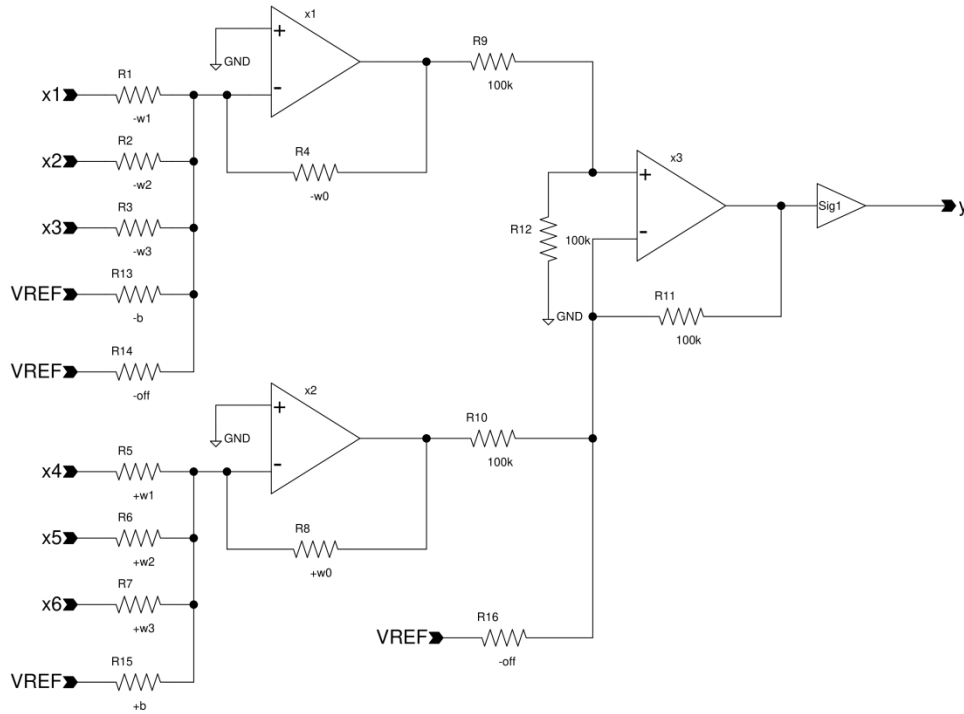 x1
R9
GND
100k
x1
R1
-w1
x2
R2
-w2
R4
-w0
x3
R3
-w3
x3
Sig1
y
R12
100k
VREF
R13
-b
R11
GND
100k
VREF
R14
-off
x2
R10
GND
100k
x4
R5
+w1
x5
R6
+w2
R8
+w0
x6
R7
+w3
VREF
R16
-off
VREF
R15
+b